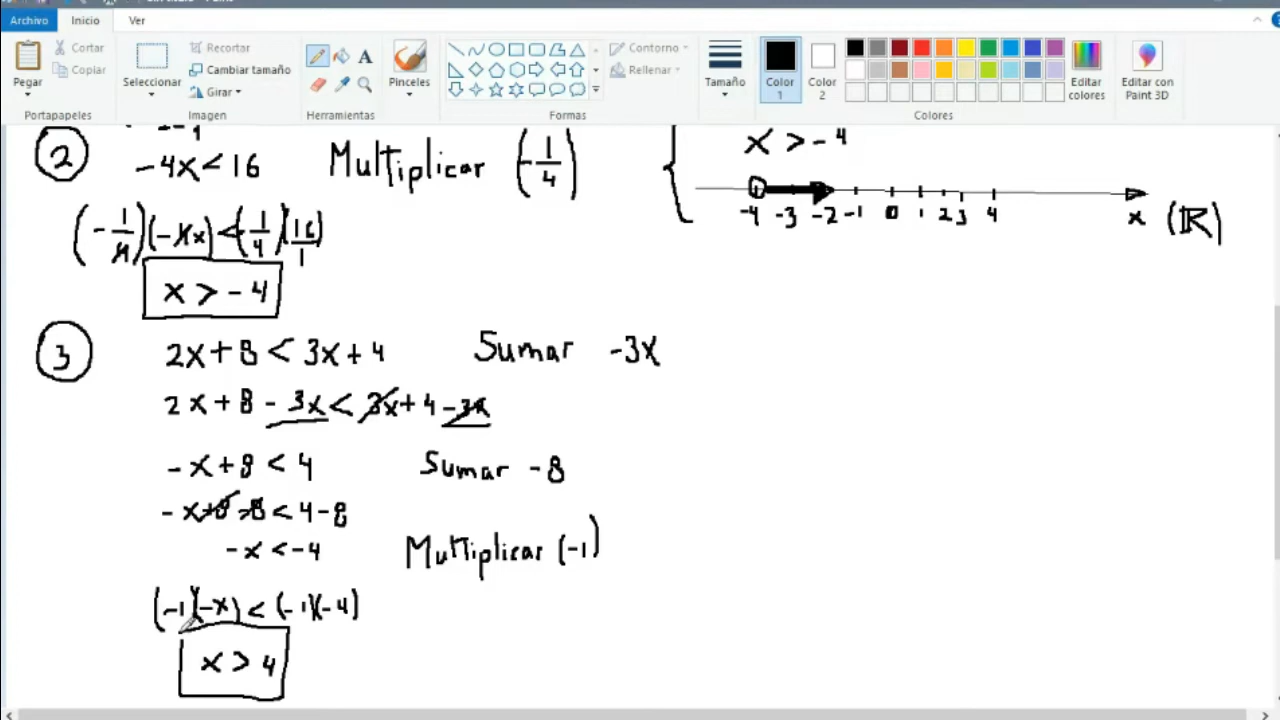 Archivo Inicio Ver
Pegar
Cortar
Copiar
Portapapeles
Seleccionar
Recortar
Cambiar tamaño
Girar
Imagen
A
Herramientas
Pinceles
Contorno
Rellenar
Formas
Tamaño
Color 1
Color 2
Editar colores
Colores
Editar con Paint 3D
2
-4x < 16 Multiplicar (-1/4)
(-1/4)(-4x) < (-1/4)(16/1)
x > -4
x > -4
-4 -3 -2 -1 0 1 2 3 4 x (ℝ)
3
2x + 8 < 3x + 4 Sumar -3x
2x + 8 - 3x < 3x + 4 - 3x
-x + 8 < 4 Sumar -8
-x + 8 - 8 < 4 - 8
-x < -4 Multiplicar (-1)
(-1)(-x) < (-1)(-4)
x > 4